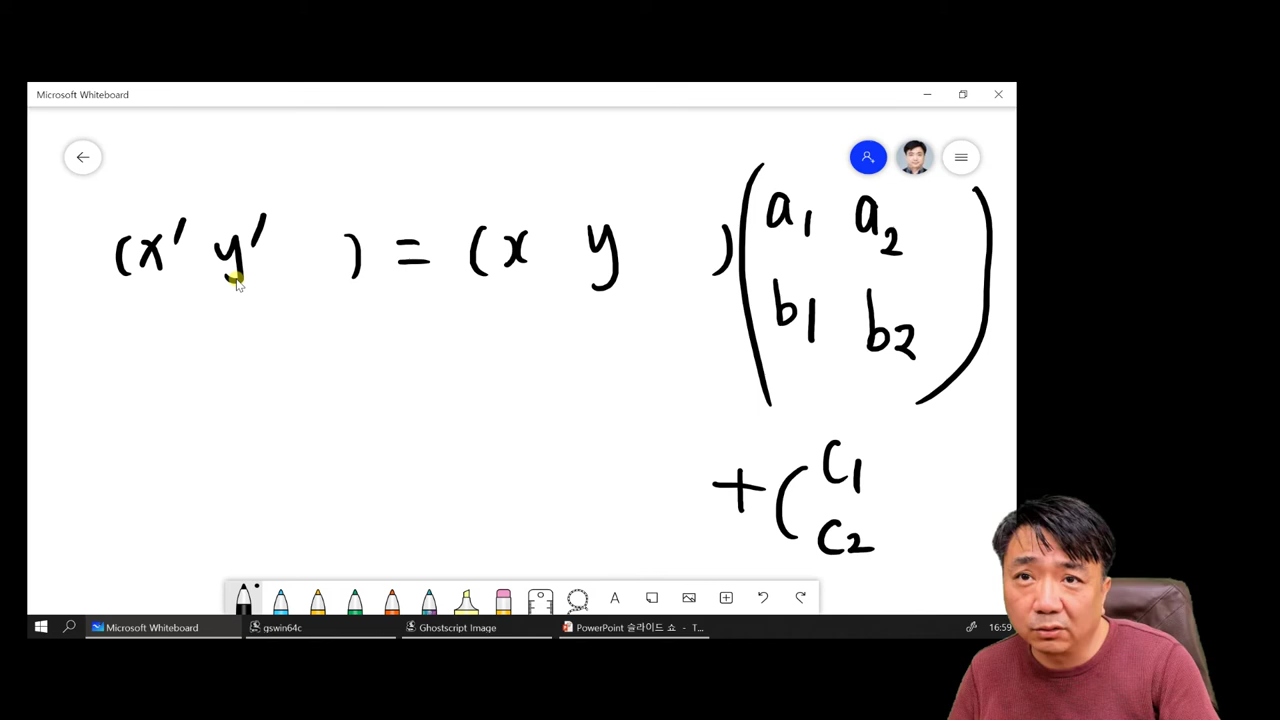 Microsoft Whiteboard
(x′ y′ ) = (x y )(a1 a2
b1 b2 )
+ (C1
C2
A
gswin64c
Microsoft Whiteboard gswin64c Ghostscript Image PowerPoint 슬라이드 쇼 - T... 16:59